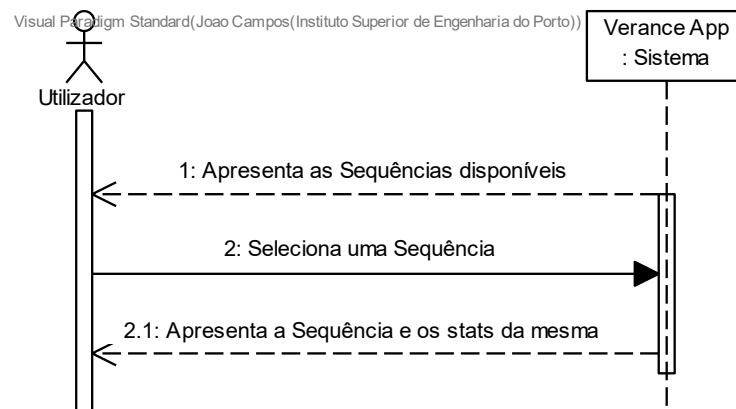 Visual Paradigm Standard(Joao Campos(Instituto Superior de Engenharia do Porto))
Verance App
: Sistema
Utilizador
1: Apresenta as Sequências disponíveis
2: Seleciona uma Sequência
2.1: Apresenta a Sequência e os stats da mesma